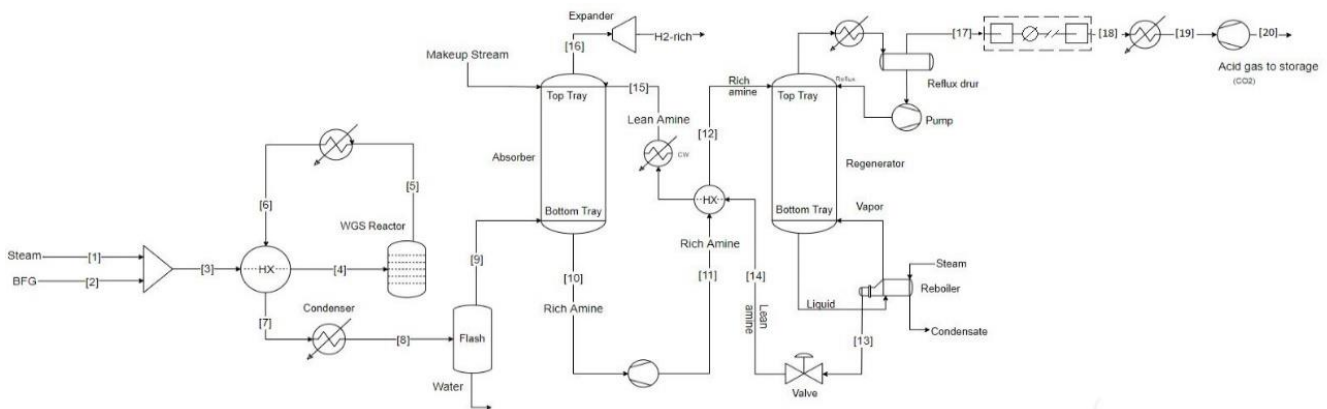 Expander
[16]
H2-rich
Makeup Stream
[15]
Top Tray
Lean Amine
CW
Absorber
Bottom Tray
[5]
[6]
WGS Reactor
Steam
[1]
BFG
[2]
[3]
HX
[4]
[7]
Condenser
[8]
[9]
Flash
Water
[10]
Rich Amine
[11]
Rich Amine
HX
[12]
Rich
amine
[14]
Lean
amine
Top Tray
Reflux
Regenerator
Bottom Tray
Vapor
Liquid
Steam
Reboiler
Condensate
[13]
Valve
Pump
Reflux drur
[17]
[18]
[19]
[20]
Acid gas to storage
(CO2)